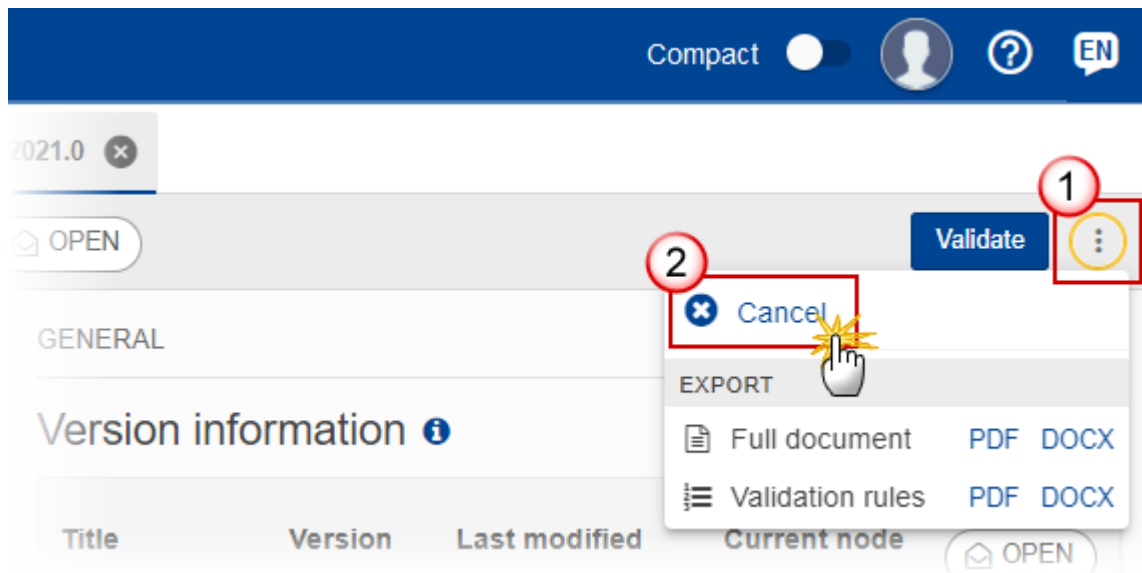 Compact
EN
2021.0
1
OPEN
Validate
2
Cancel
GENERAL
EXPORT
Version information
Full document PDF DOCX
Validation rules PDF DOCX
Title Version Last modified Current node OPEN